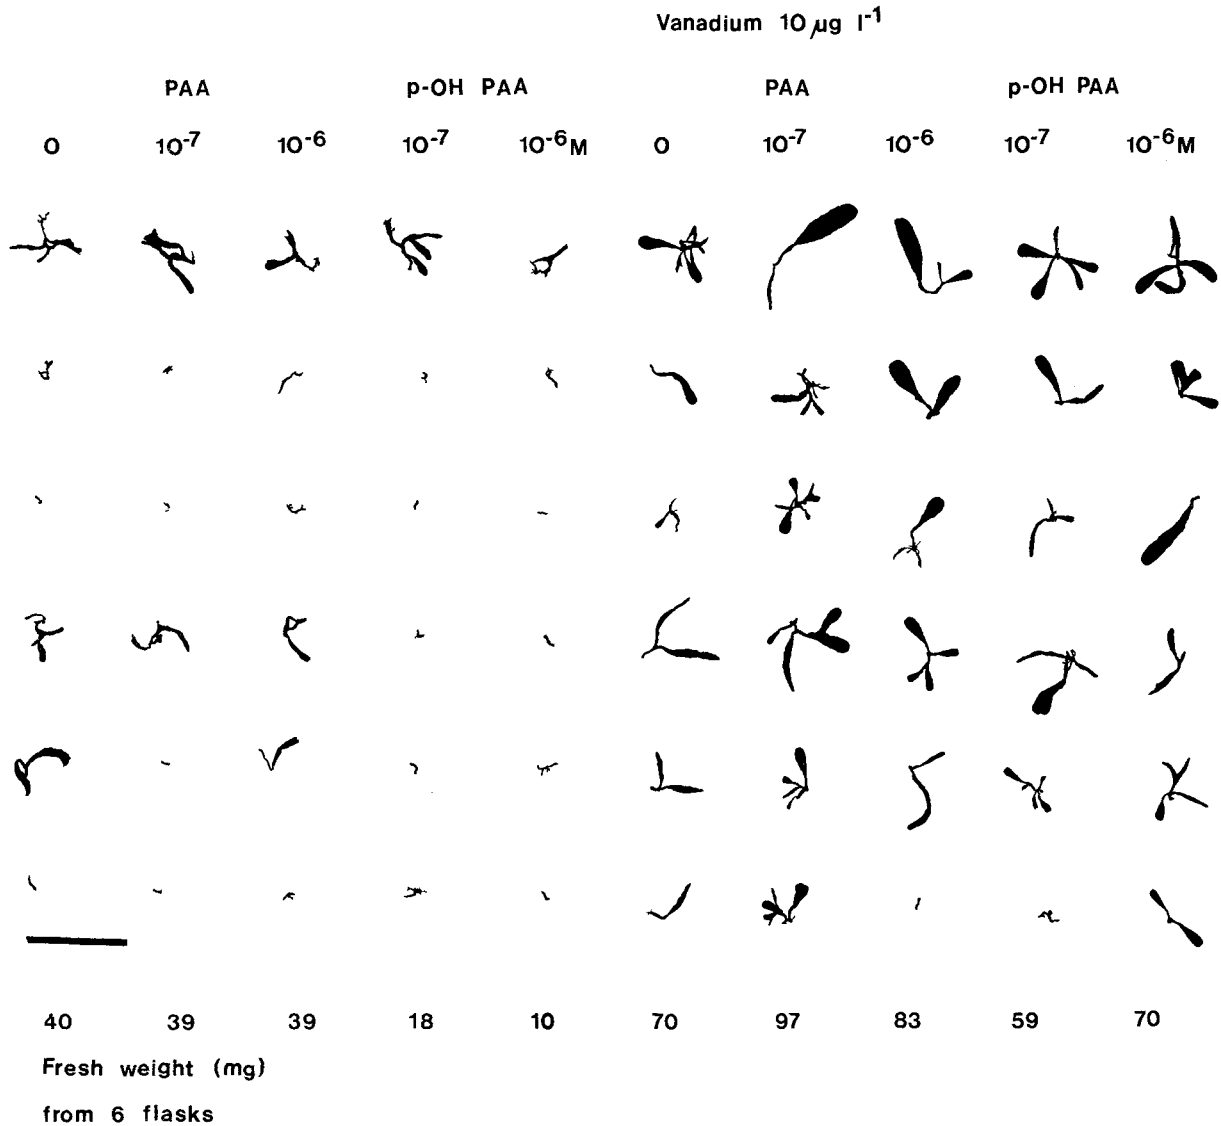 Vanadium 10 µg l⁻¹
PAA p-OH PAA PAA p-OH PAA
0 10⁻⁷ 10⁻⁶ 10⁻⁷ 10⁻⁶M 0 10⁻⁷ 10⁻⁶ 10⁻⁷ 10⁻⁶M
40 39 39 18 10 70 97 83 59 70
Fresh weight (mg)
from 6 flasks